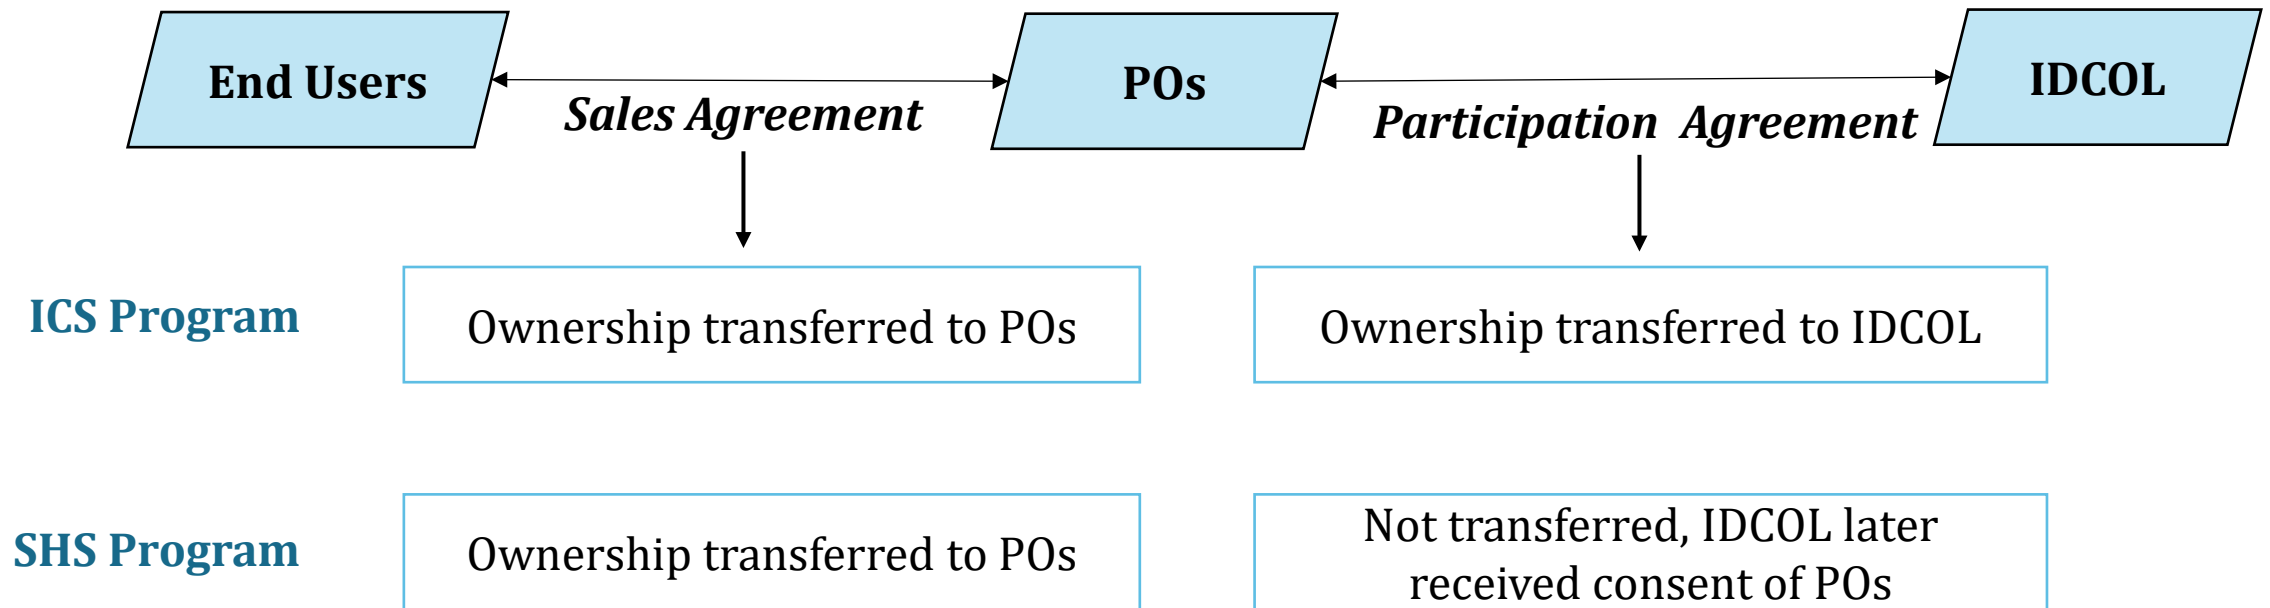 End Users
POs
IDCOL
Sales Agreement
Participation Agreement
ICS Program
Ownership transferred to POs
Ownership transferred to IDCOL
SHS Program
Ownership transferred to POs
Not transferred, IDCOL later
received consent of POs